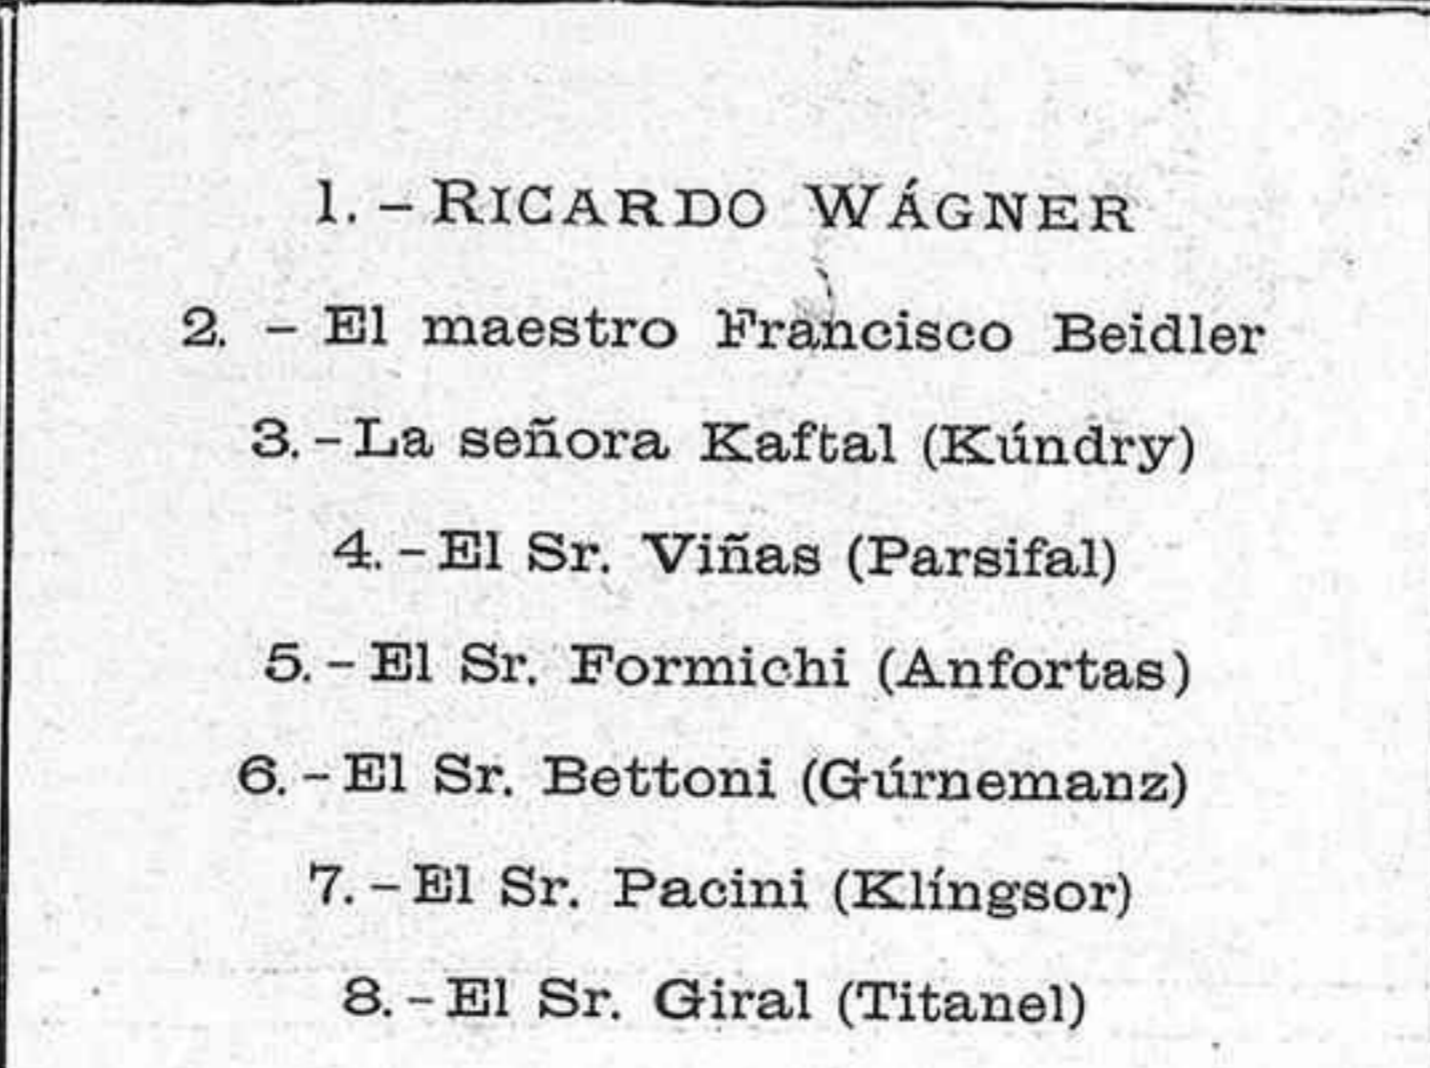 1. – RICARDO WÁGNER
2. – El maestro Francisco Beidler
3. – La señora Kaftal (Kúndry)
4. – El Sr. Viñas (Parsifal)
5. – El Sr. Formichi (Anfortas)
6. – El Sr. Bettoni (Gúrnemanz)
7. – El Sr. Pacini (Klíngsor)
8. – El Sr. Giral (Titanel)